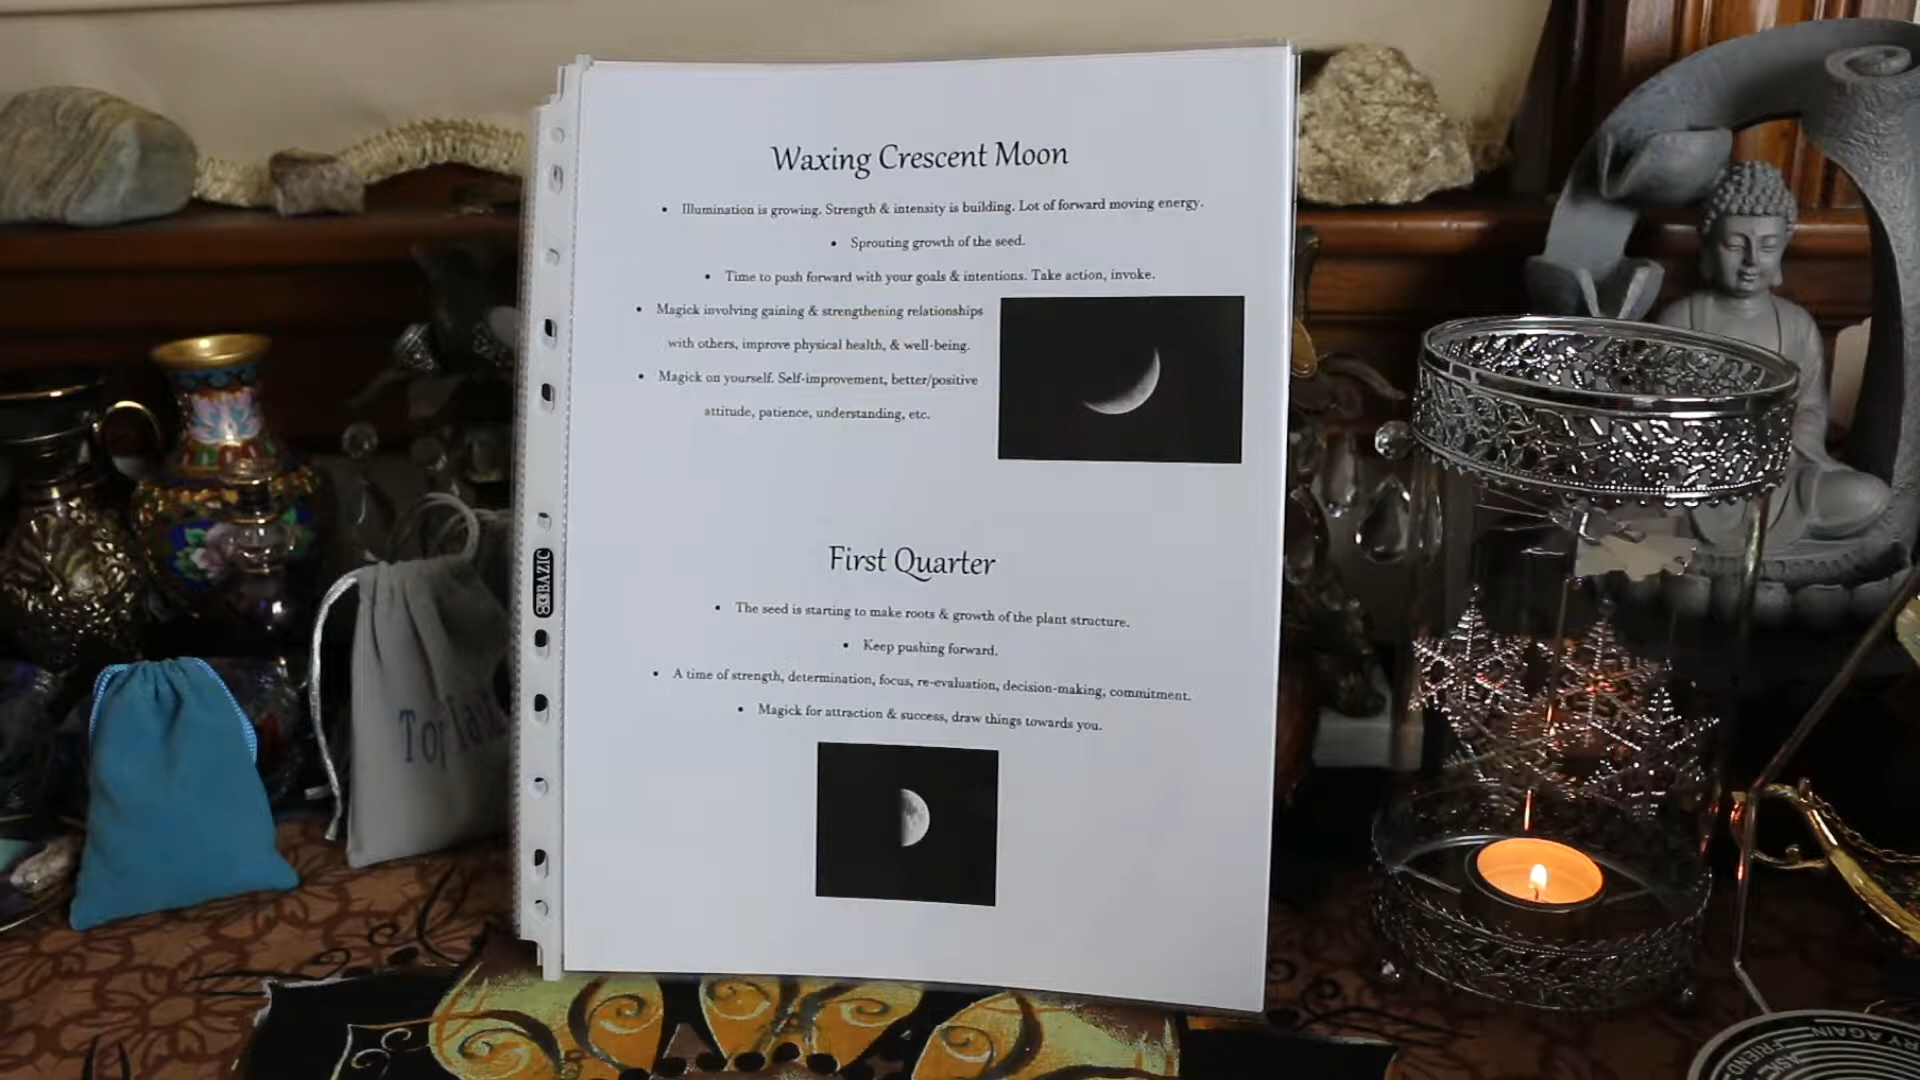 Waxing Crescent Moon
• Illumination is growing. Strength & intensity is building. Lot of forward moving energy.
• Sprouting growth of the seed.
• Time to push forward with your goals & intentions. Take action, invoke.
• Magick involving gaining & strengthening relationships
with others, improve physical health, & well-being.
• Magick on yourself. Self-improvement, better/positive
attitude, patience, understanding, etc.
First Quarter
• The seed is starting to make roots & growth of the plant structure.
• Keep pushing forward.
• A time of strength, determination, focus, re-evaluation, decision-making, commitment.
• Magick for attraction & success, draw things towards you.
BAZIC
Top
AGAIN
ASK
FRIEND